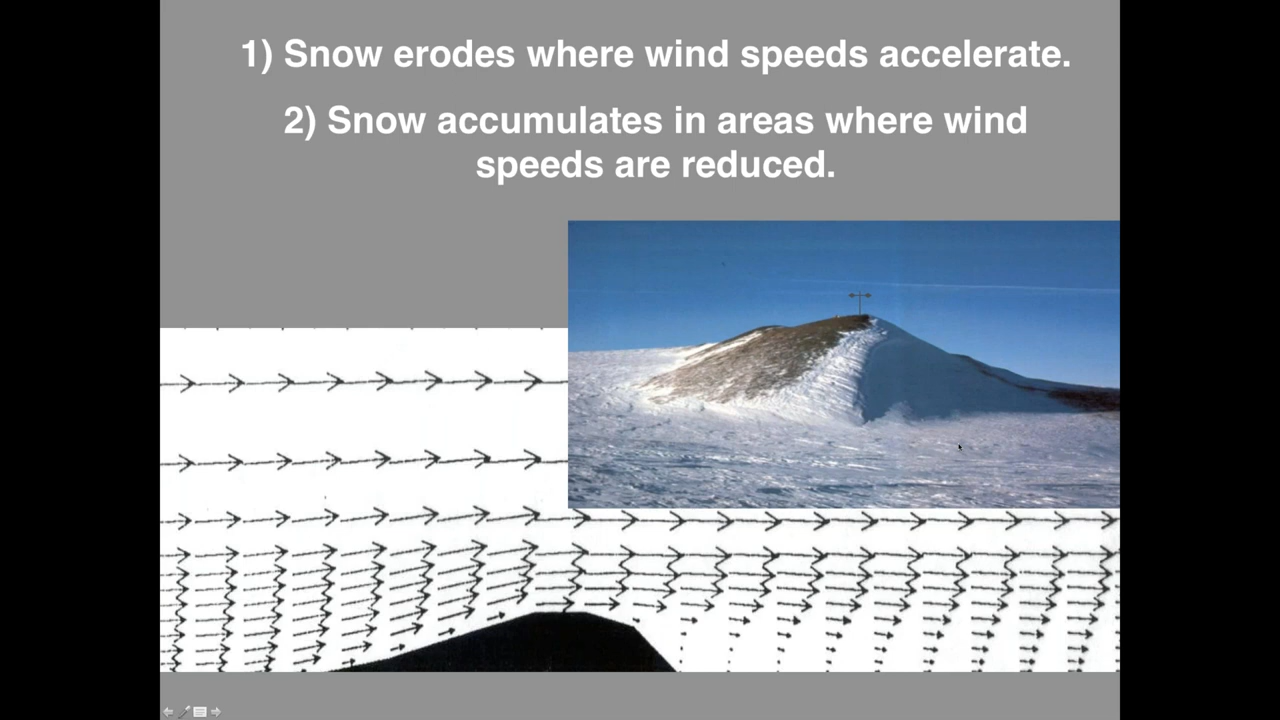 1) Snow erodes where wind speeds accelerate.
2) Snow accumulates in areas where wind
speeds are reduced.